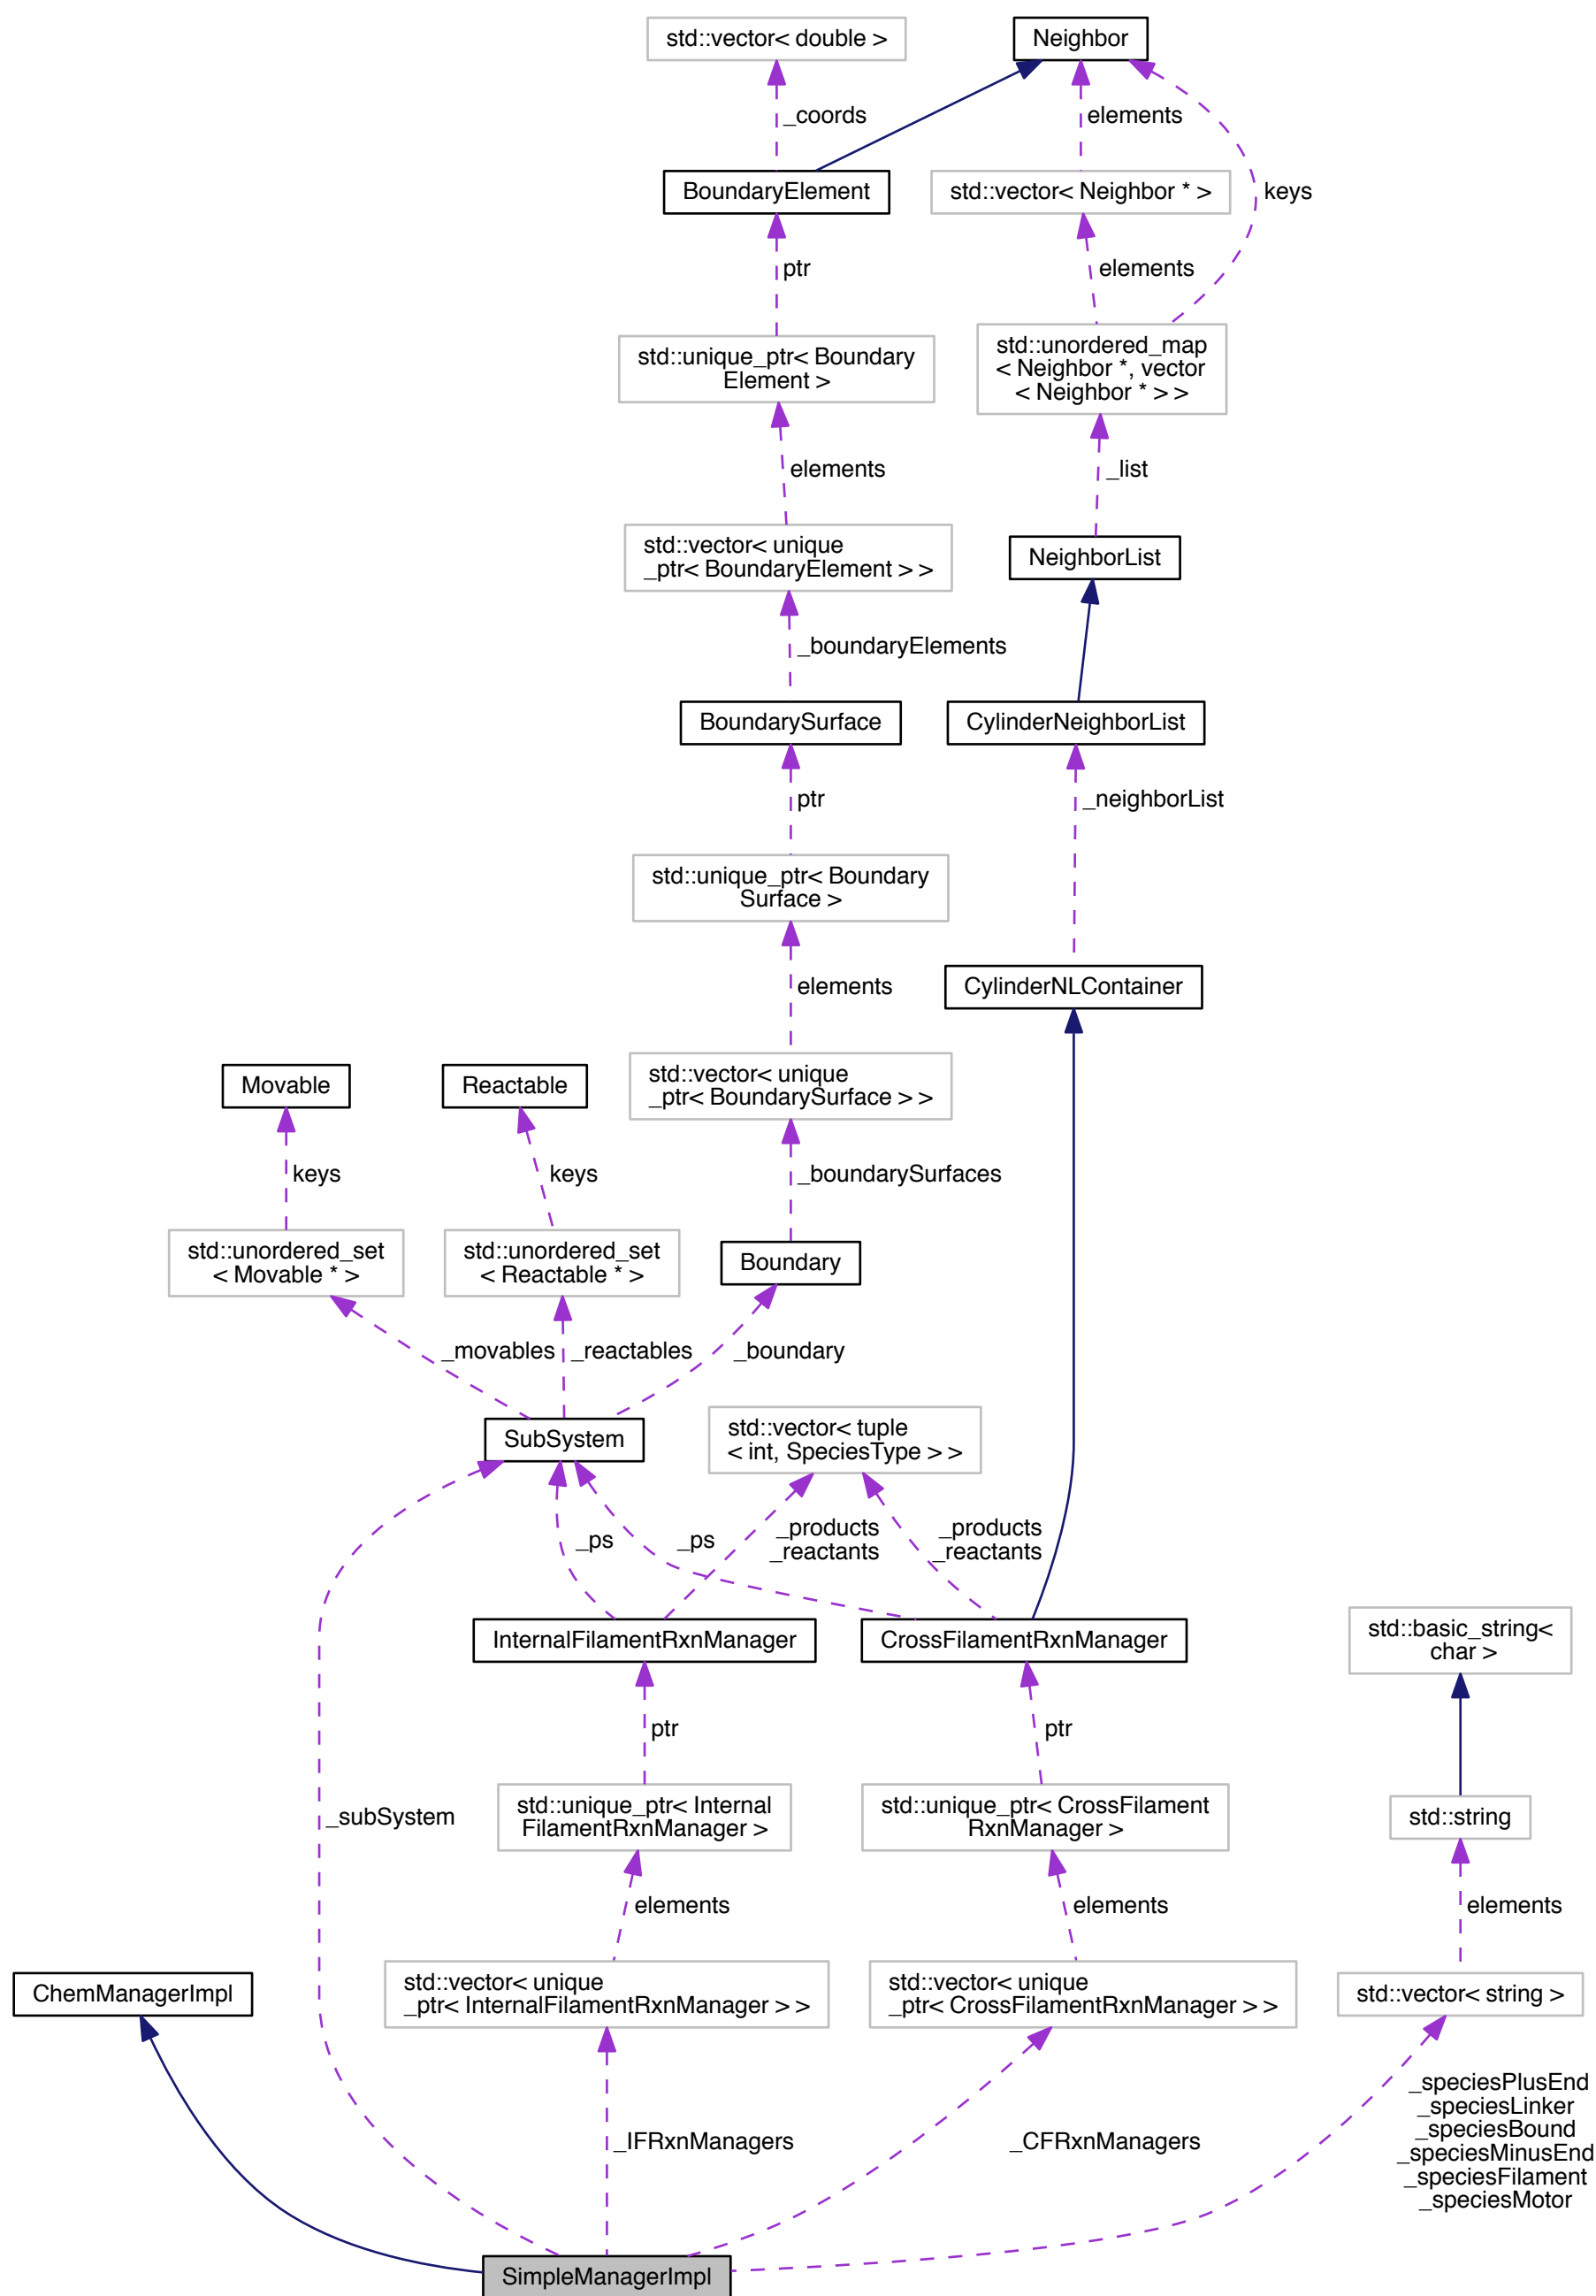 std::vector< double >
Neighbor
_coords
elements
BoundaryElement
std::vector< Neighbor * >
keys
ptr
elements
std::unique_ptr< Boundary
Element >
std::unordered_map
< Neighbor *, vector
< Neighbor * > >
elements
_list
std::vector< unique
_ptr< BoundaryElement > >
NeighborList
_boundaryElements
BoundarySurface
CylinderNeighborList
ptr
_neighborList
std::unique_ptr< Boundary
Surface >
elements
CylinderNLContainer
Movable
Reactable
std::vector< unique
_ptr< BoundarySurface > >
keys
keys
_boundarySurfaces
std::unordered_set
< Movable * >
std::unordered_set
< Reactable * >
Boundary
_movables
_reactables
_boundary
SubSystem
std::vector< tuple
< int, SpeciesType > >
_ps
_ps
_products
_reactants
_products
_reactants
InternalFilamentRxnManager
CrossFilamentRxnManager
std::basic_string<
char >
ptr
ptr
_subSystem
std::unique_ptr< Internal
FilamentRxnManager >
std::unique_ptr< CrossFilament
RxnManager >
std::string
elements
elements
elements
ChemManagerImpl
std::vector< unique
_ptr< InternalFilamentRxnManager > >
std::vector< unique
_ptr< CrossFilamentRxnManager > >
std::vector< string >
_IFRxnManagers
_CFRxnManagers
_speciesPlusEnd
_speciesLinker
_speciesBound
_speciesMinusEnd
_speciesFilament
_speciesMotor
SimpleManagerImpl